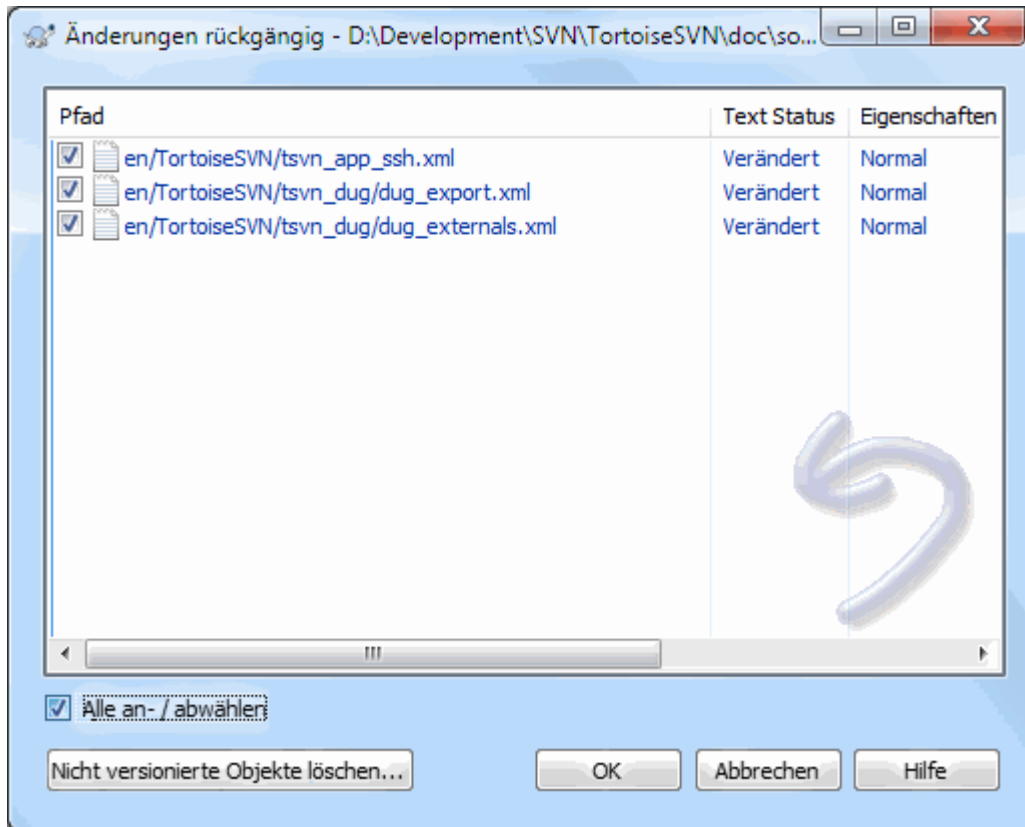 Änderungen rückgängig - D:\Development\SVN\TortoiseSVN\doc\so...
Pfad Text Status Eigenschaften
en/TortoiseSVN/tsvn_app_ssh.xml Verändert Normal
en/TortoiseSVN/tsvn_dug/dug_export.xml Verändert Normal
en/TortoiseSVN/tsvn_dug/dug_externals.xml Verändert Normal
Alle an- / abwählen
Nicht versionierte Objekte löschen... OK Abbrechen Hilfe